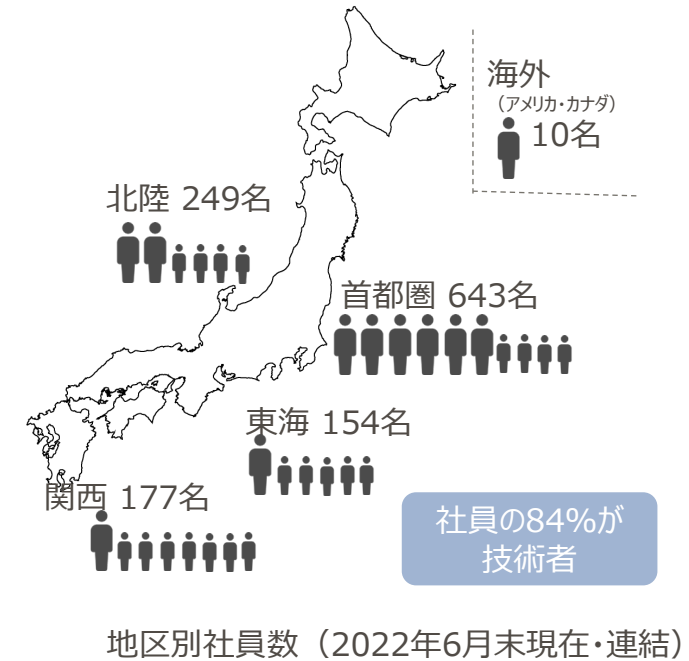 海外
（アメリカ・カナダ）
10名
北陸 249名
首都圏 643名
東海 154名
関西 177名
社員の84%が
技術者
地区別社員数（2022年6月末現在・連結）